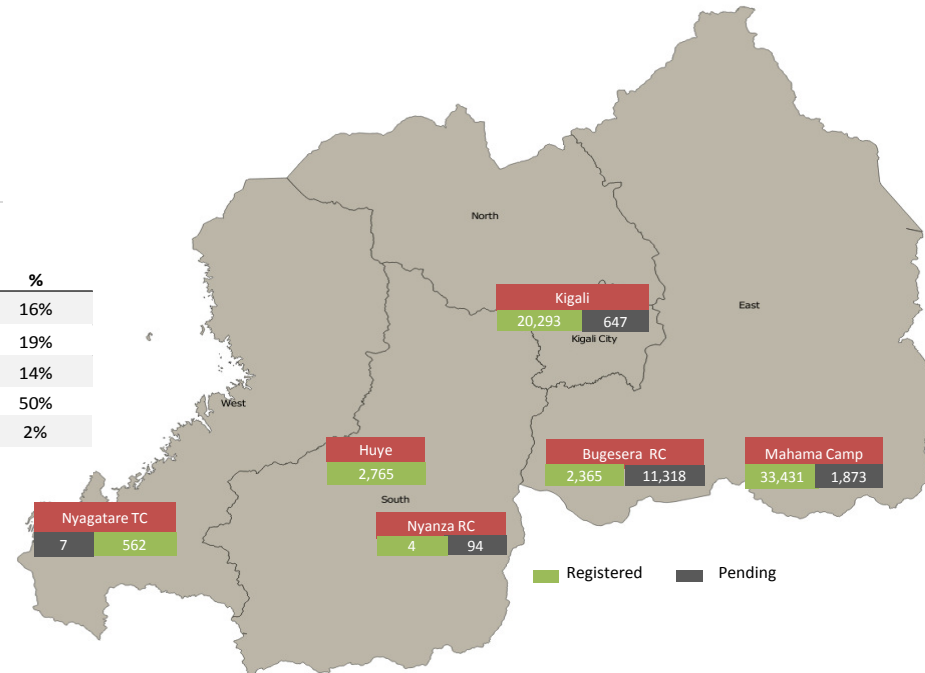 North
%
16%
Kigali
20,293 647
East
19%
Kigali City
14%
West
50%
2%
Huye
2,765
Bugesera RC
2,365 11,318
Mahama Camp
33,431 1,873
South
Nyagatare TC
7 562
Nyanza RC
4 94
Registered Pending